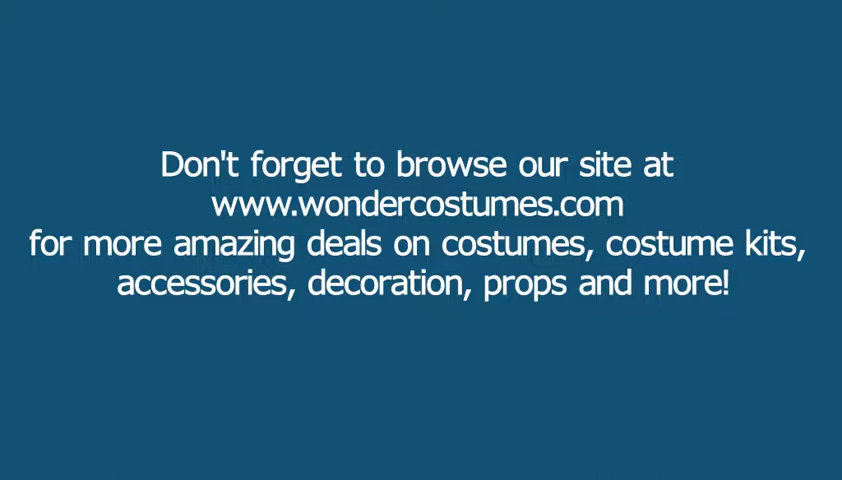 Don't forget to browse our site at
www.wondercostumes.com
for more amazing deals on costumes, costume kits,
accessories, decoration, props and more!